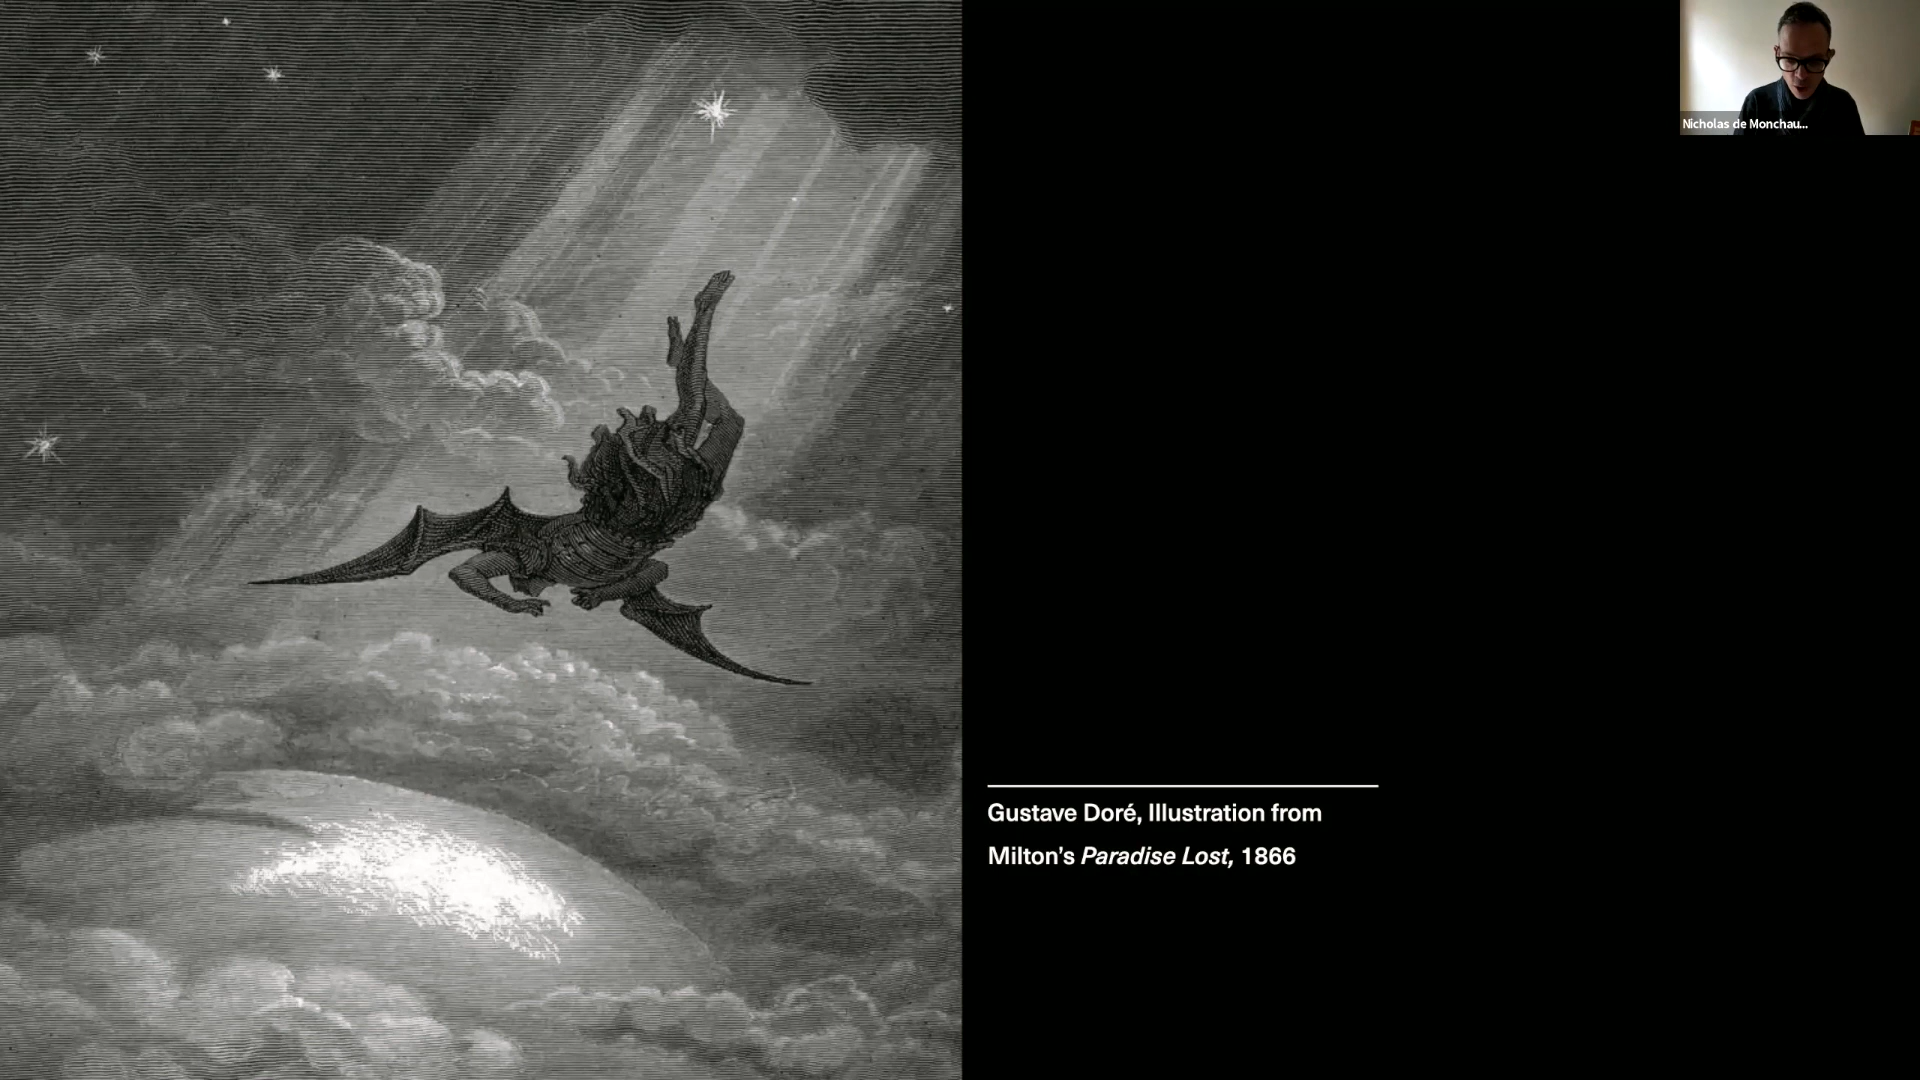 Nicholas de Monchau...
Gustave Doré, Illustration from
Milton’s Paradise Lost, 1866